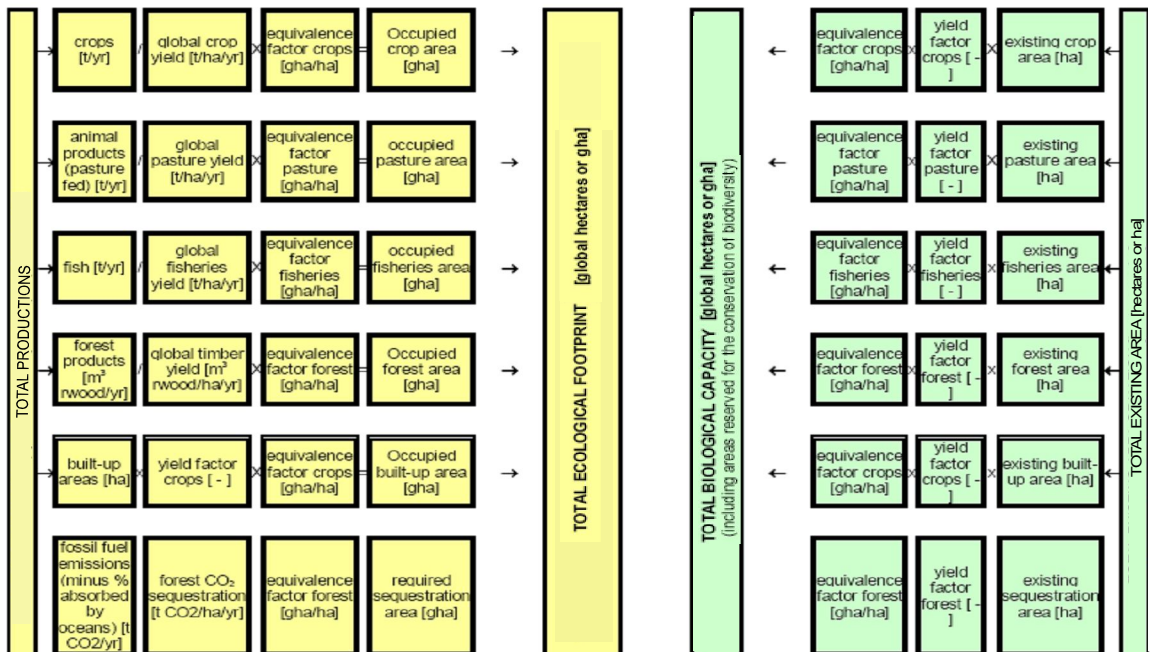 TOTAL PRODUCTIONS
crops
[t/yr]
/
global crop
yield [t/ha/yr]
x
equivalence
factor crops
[gha/ha]
=
Occupied
crop area
[gha]
animal
products
(pasture
fed) [t/yr]
/
global
pasture yield
[t/ha/yr]
x
equivalence
factor
pasture
[gha/ha]
=
occupied
pasture area
[gha]
fish [t/yr]
/
global
fisheries
yield [t/ha/yr]
x
equivalence
factor
fisheries
[gha/ha]
=
occupied
fisheries area
[gha]
forest
products
[m³
rwood/yr]
/
global timber
yield [m³
rwood/ha/yr]
x
equivalence
factor forest
[gha/ha]
=
Occupied
forest area
[gha]
built-up
areas [ha]
x
yield factor
crops [ - ]
x
equivalence
factor crops
[gha/ha]
=
Occupied
built-up area
[gha]
fossil fuel
emissions
(minus %
absorbed
by
oceans) [t
CO2/yr]
forest CO₂
sequestration
[t CO2/ha/yr]
equivalence
factor forest
[gha/ha]
required
sequestration
area [gha]
TOTAL ECOLOGICAL FOOTPRINT [global hectares or gha]
TOTAL BIOLOGICAL CAPACITY [global hectares or gha]
(including areas reserved for the conservation of biodiversity)
equivalence
factor crops
[gha/ha]
x
yield
factor
crops [ -
]
x
existing crop
area [ha]
equivalence
factor
pasture
[gha/ha]
x
yield
factor
pasture
[ - ]
x
existing
pasture area
[ha]
equivalence
factor
fisheries
[gha/ha]
x
yield
factor
fisheries
[ - ]
x
existing
fisheries area
[ha]
equivalence
factor forest
[gha/ha]
x
yield
factor
forest [ -
]
x
existing
forest area
[ha]
equivalence
factor crops
[gha/ha]
x
yield
factor
crops [ -
]
x
existing built-
up area [ha]
equivalence
factor forest
[gha/ha]
yield
factor
forest [ -
]
existing
sequestration
area [ha]
TOTAL EXISTING AREA [hectares or ha]